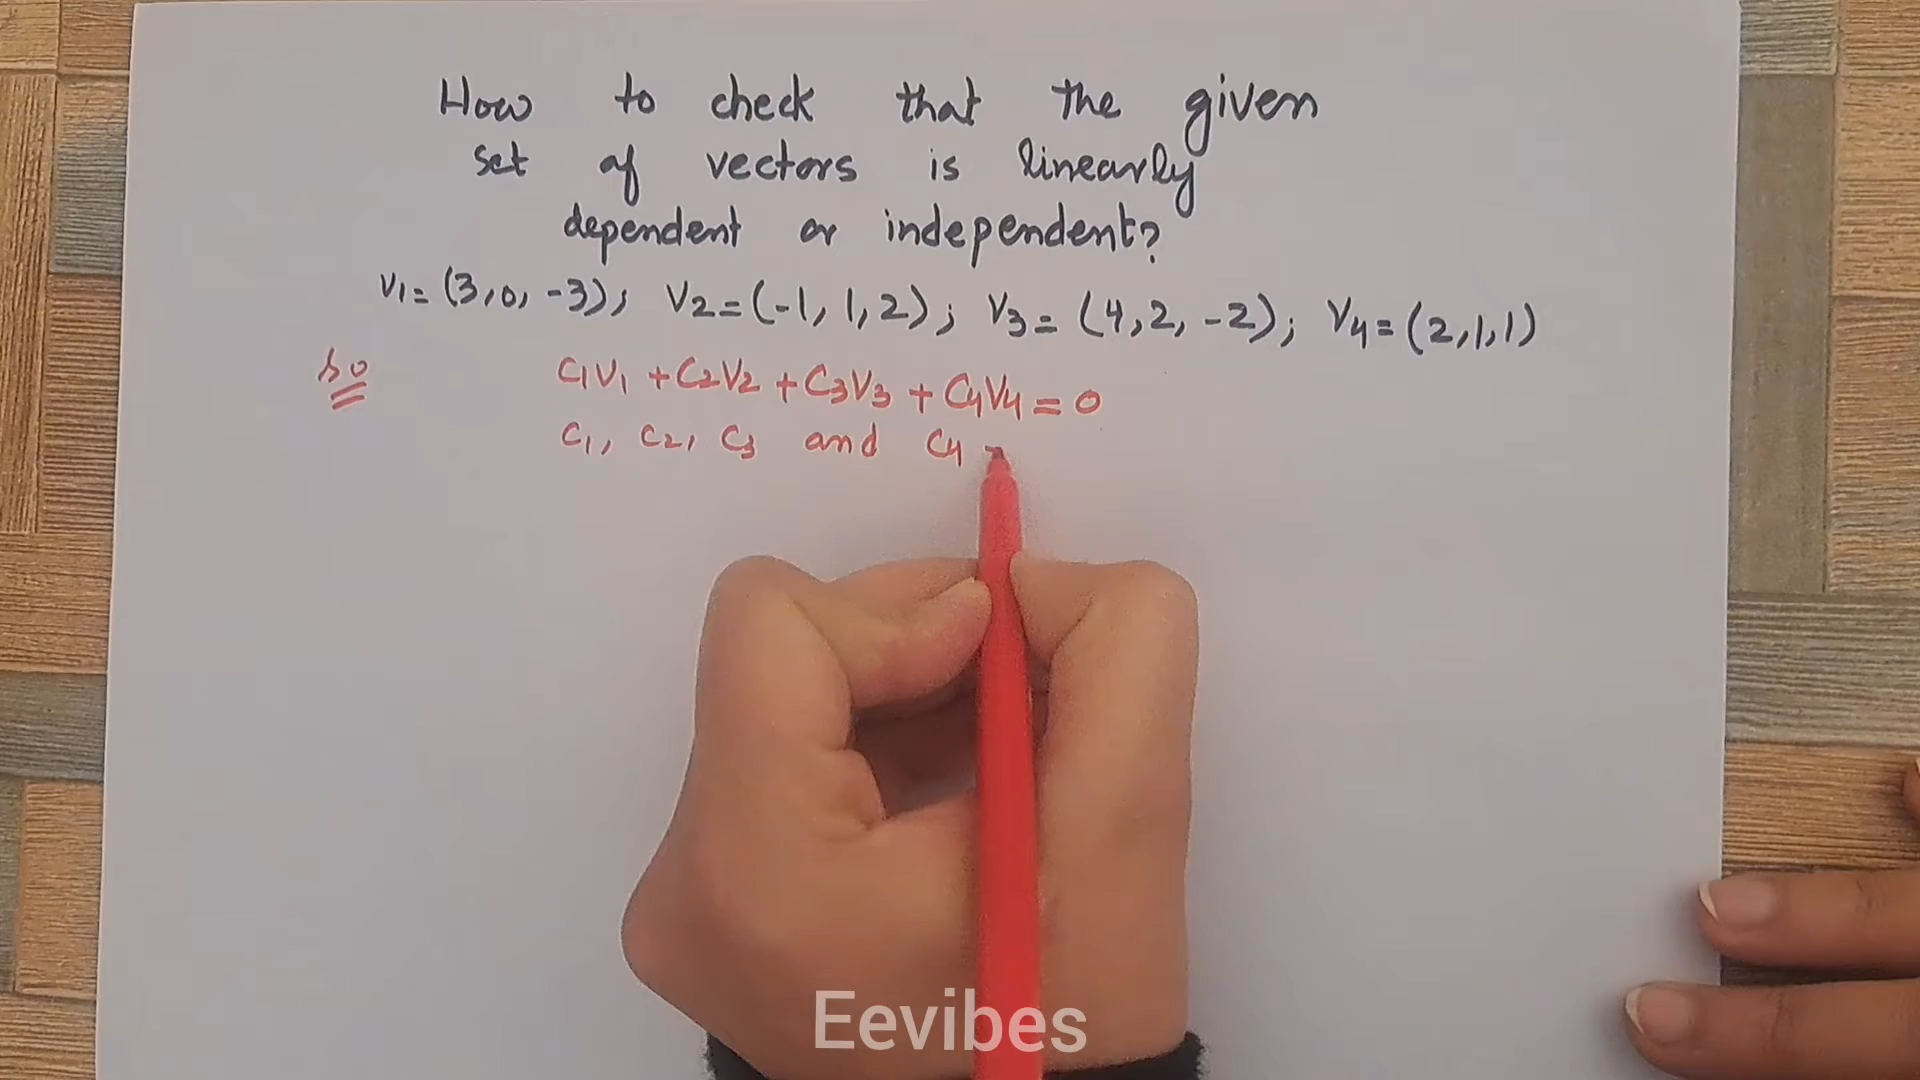 How to check that the given
set of vectors is linearly
dependent or independent?
V1 = (3, 0, -3); V2 = (-1, 1, 2); V3 = (4, 2, -2); V4 = (2, 1, 1)
so C1V1 + C2V2 + C3V3 + C4V4 = 0
C1, C2, C3 and C4
Eevibes